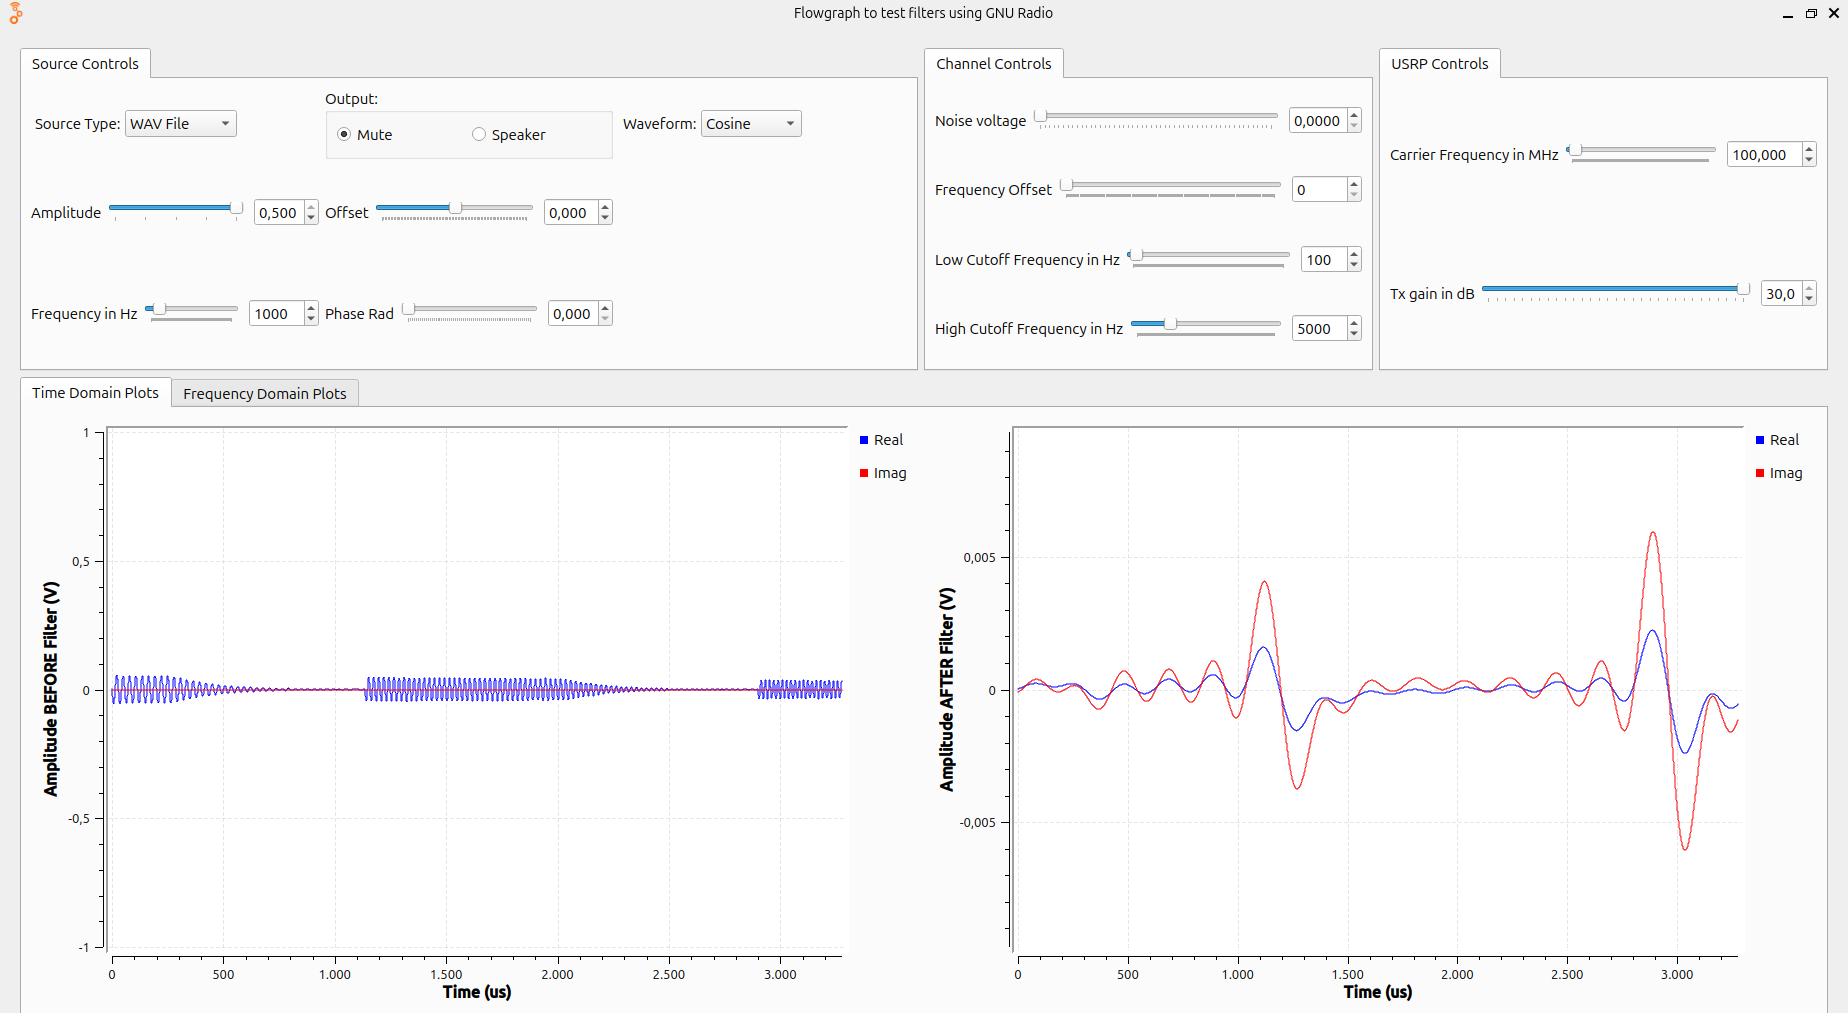 Flowgraph to test filters using GNU Radio
Source Controls
Source Type: WAV File
Output:
Mute
Speaker
Waveform: Cosine
Amplitude 0,500
Offset 0,000
Frequency in Hz 1000
Phase Rad 0,000
Channel Controls
Noise voltage 0,0000
Frequency Offset 0
Low Cutoff Frequency in Hz 100
High Cutoff Frequency in Hz 5000
USRP Controls
Carrier Frequency in MHz 100,000
Tx gain in dB 30,0
Time Domain Plots
Frequency Domain Plots
Amplitude BEFORE Filter (V)
1
0,5
0
-0,5
-1
0 500 1.000 1.500 2.000 2.500 3.000
Time (us)
Real
Imag
Amplitude AFTER Filter (V)
0,005
0
-0,005
0 500 1.000 1.500 2.000 2.500 3.000
Time (us)
Real
Imag